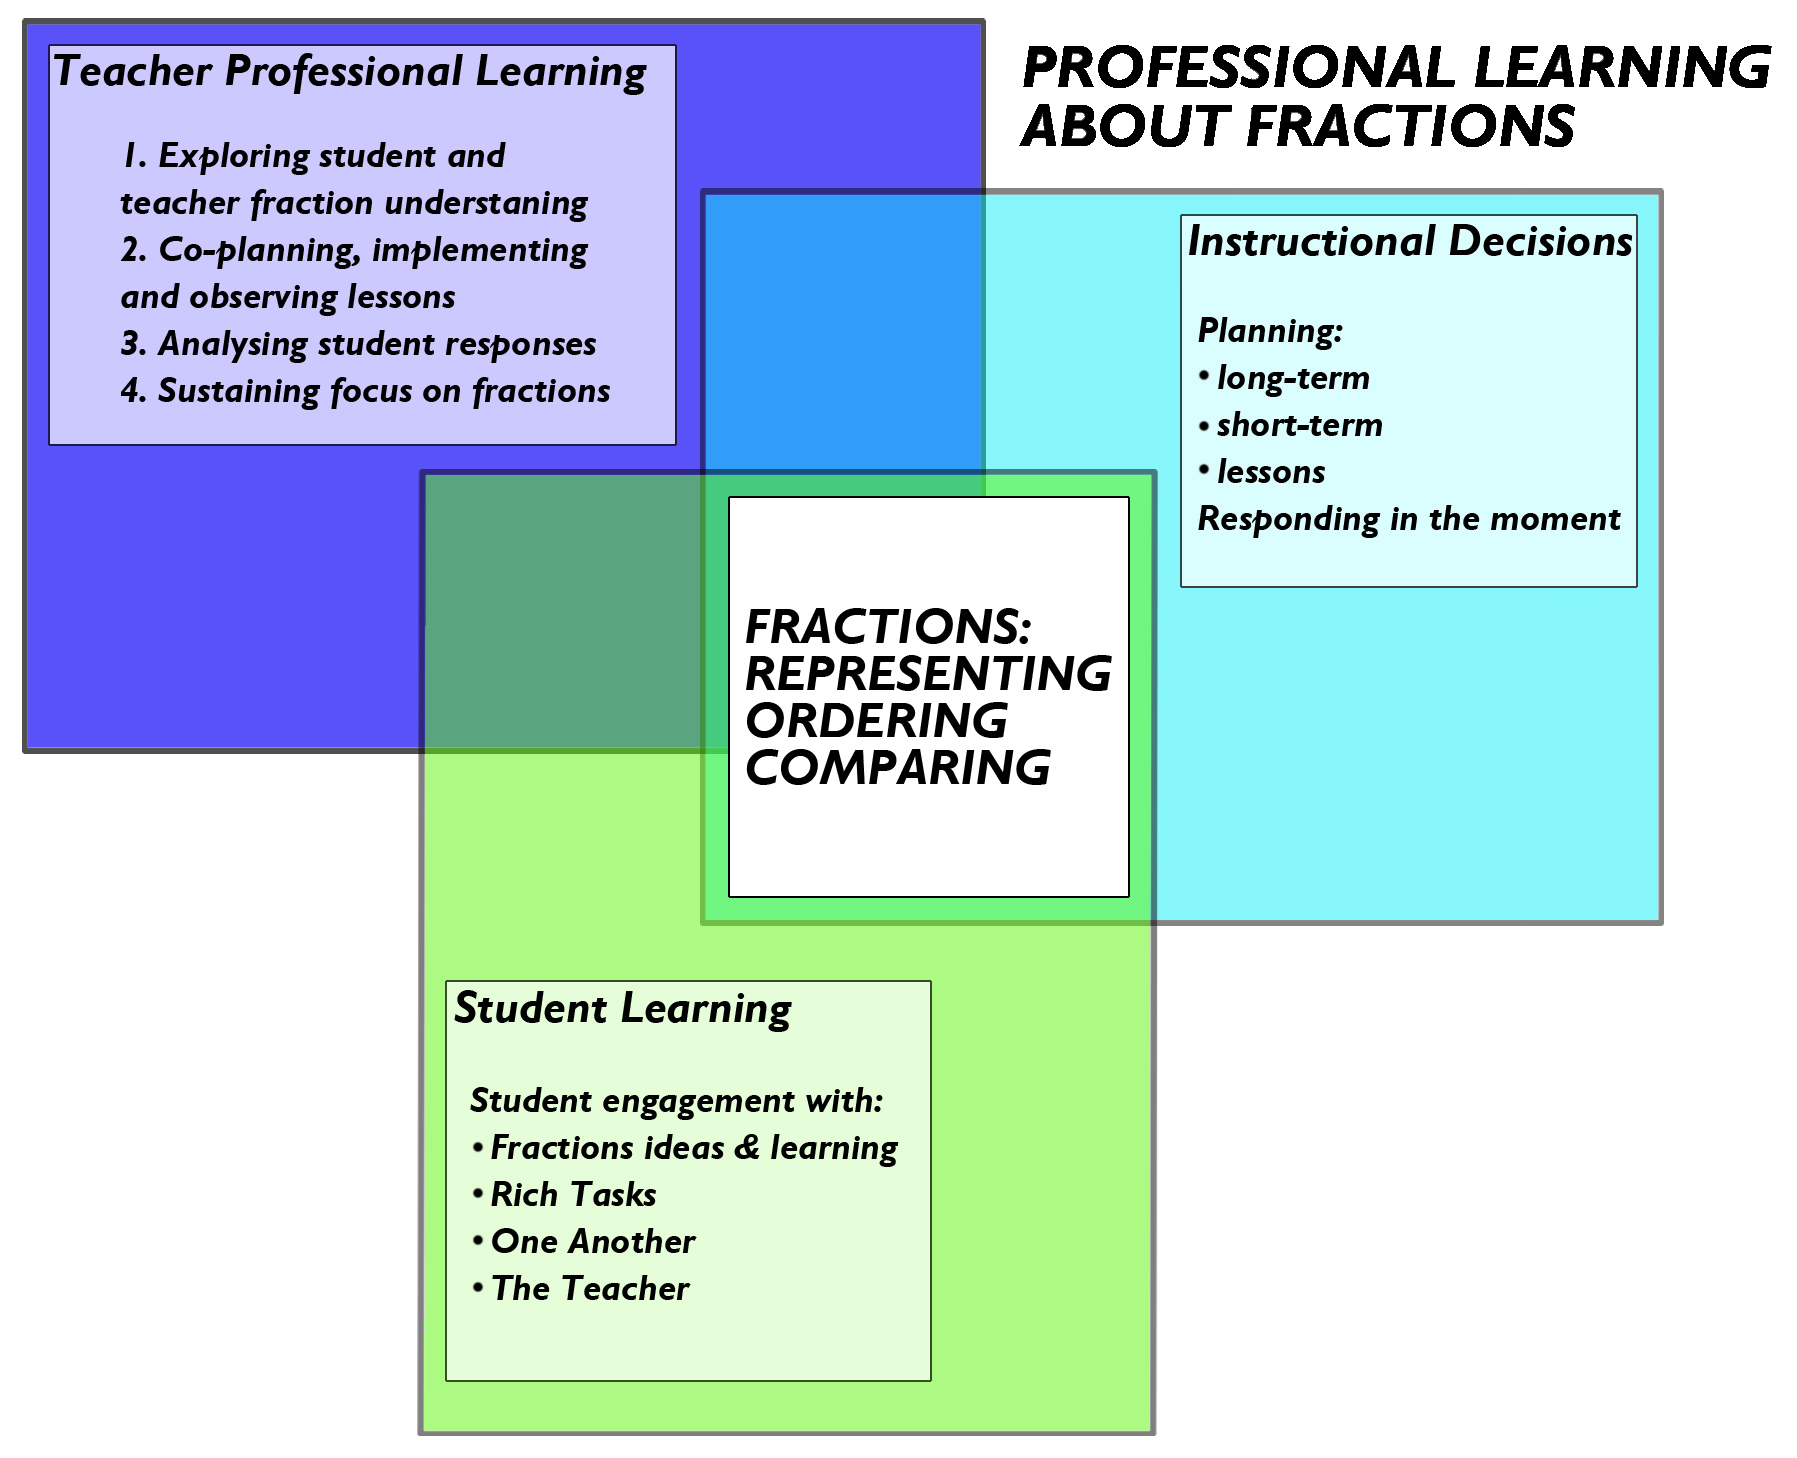 PROFESSIONAL LEARNING
ABOUT FRACTIONS
Teacher Professional Learning
1. Exploring student and
teacher fraction understaning
2. Co-planning, implementing
and observing lessons
3. Analysing student responses
4. Sustaining focus on fractions
Instructional Decisions
Planning:
• long-term
• short-term
• lessons
Responding in the moment
FRACTIONS:
REPRESENTING
ORDERING
COMPARING
Student Learning
Student engagement with:
• Fractions ideas & learning
• Rich Tasks
• One Another
• The Teacher